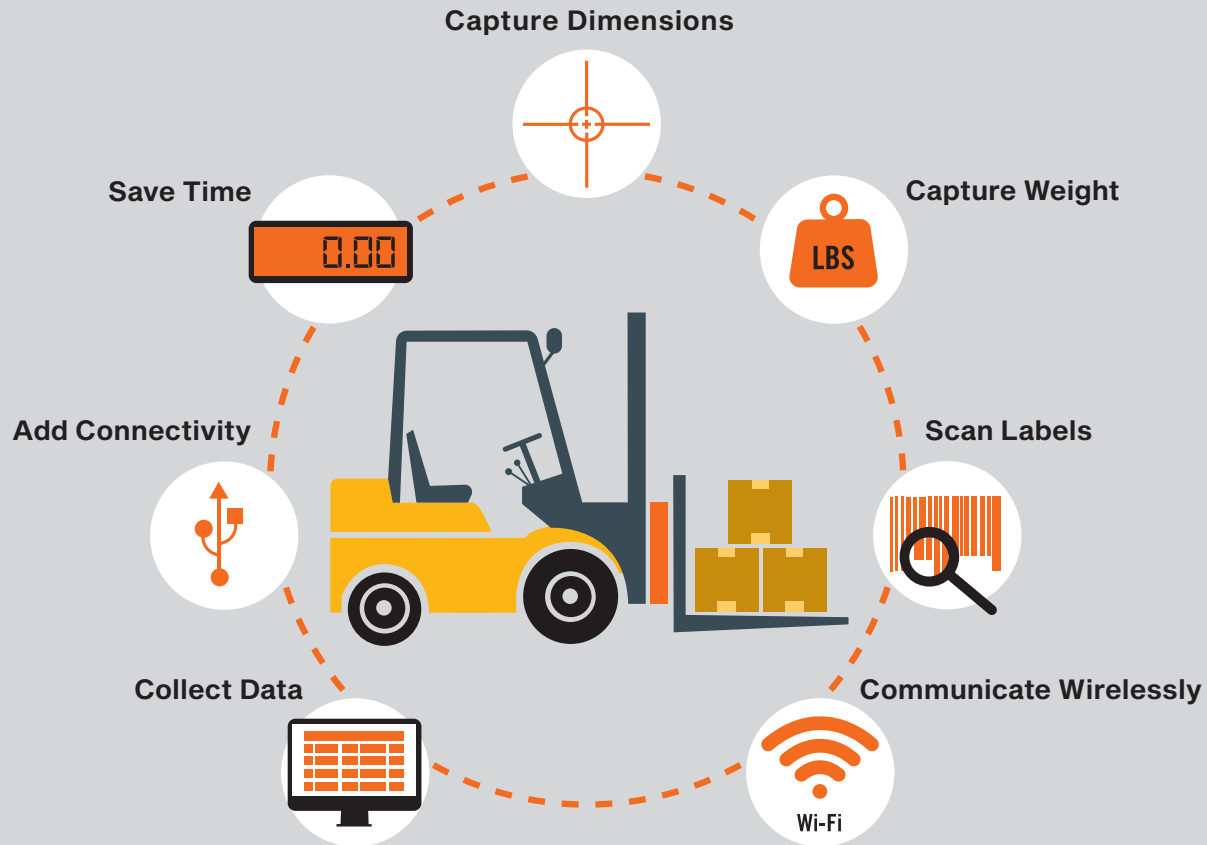 Capture Dimensions
Save Time
0.00
Capture Weight
LBS
Add Connectivity
Scan Labels
Collect Data
Communicate Wirelessly
Wi-Fi